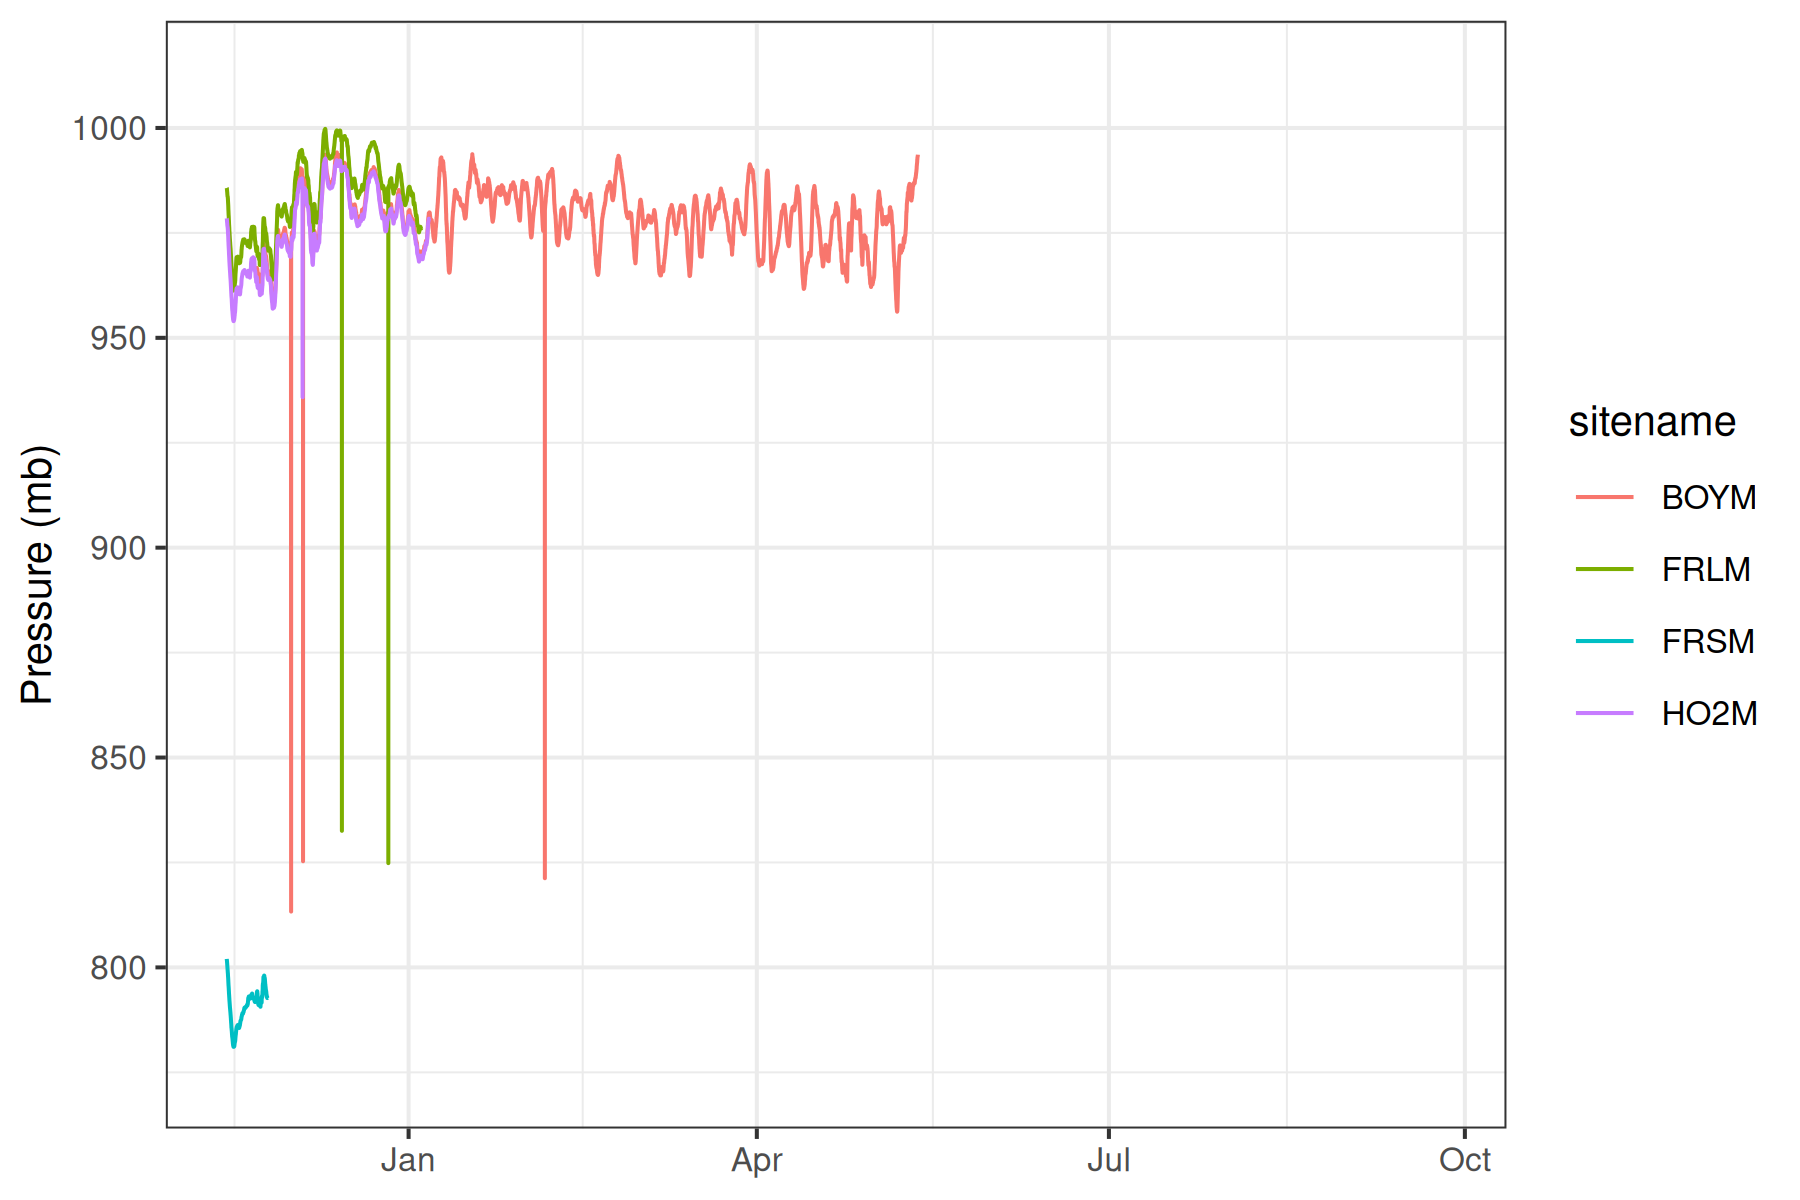 Pressure (mb)
1000
950
900
850
800
Jan
Apr
Jul
Oct
sitename
BOYM
FRLM
FRSM
HO2M